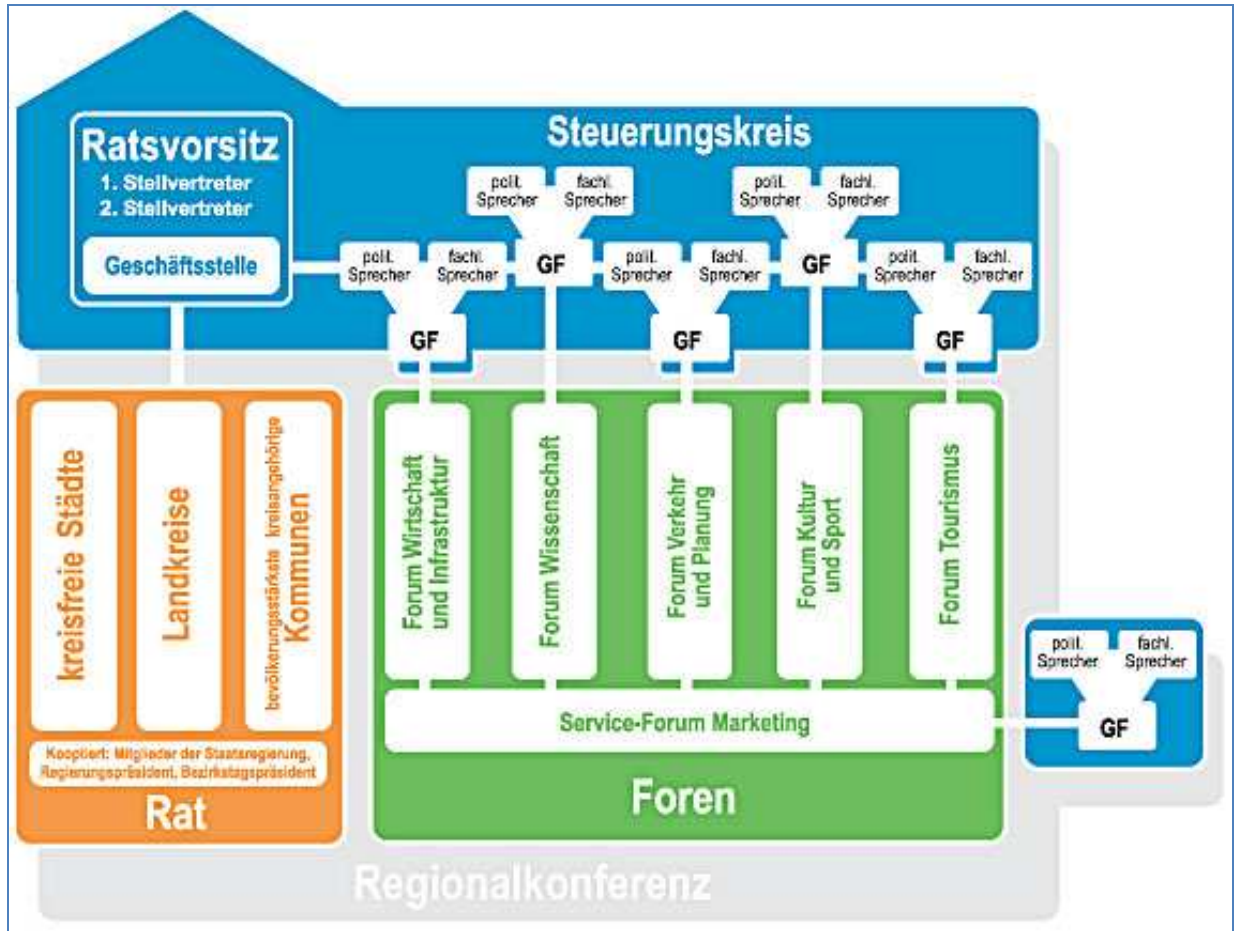 Steuerungskreis
Ratsvorsitz
1. Stellvertreter
2. Stellvertreter
Geschäftsstelle
polit.
Sprecher
fachl.
Sprecher
GF
polit.
Sprecher
fachl.
Sprecher
GF
polit.
Sprecher
fachl.
Sprecher
GF
polit.
Sprecher
fachl.
Sprecher
GF
polit.
Sprecher
fachl.
Sprecher
GF
kreisfreie Städte
Landkreise
bevölkerungsstärkste kreisangehörige
Kommunen
Kooptiert: Mitglieder der Staatsregierung,
Regierungspräsident, Bezirkstagspräsident
Rat
Forum Wirtschaft
und Infrastruktur
Forum Wissenschaft
Forum Verkehr
und Planung
Forum Kultur
und Sport
Forum Tourismus
Service-Forum Marketing
Foren
polit.
Sprecher
fachl.
Sprecher
GF
Regionalkonferenz